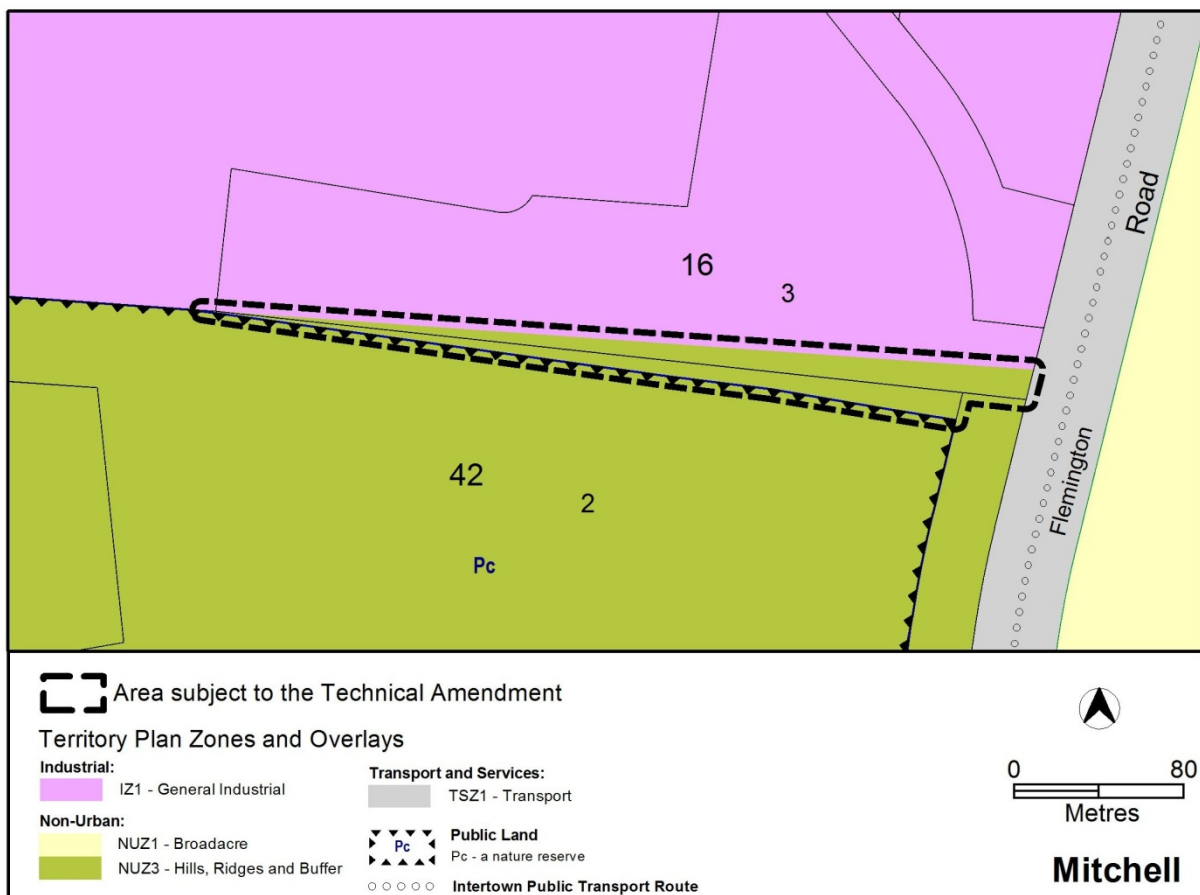 Road
16
3
Flemington
42
2
Pc
Area subject to the Technical Amendment
Territory Plan Zones and Overlays
Industrial:
IZ1 - General Industrial
Non-Urban:
NUZ1 - Broadacre
NUZ3 - Hills, Ridges and Buffer
Transport and Services:
TSZ1 - Transport
Pc
Public Land
Pc - a nature reserve
Intertown Public Transport Route
0 80
Metres
Mitchell